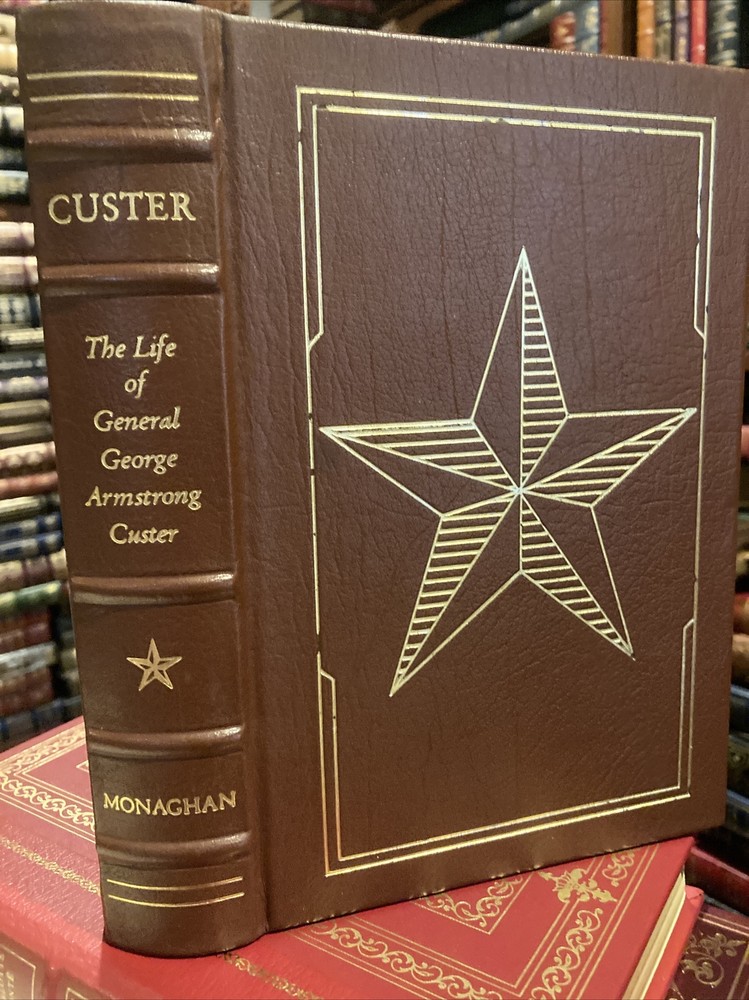 CUSTER
The Life
of
General
George
Armstrong
Custer
MONAGHAN